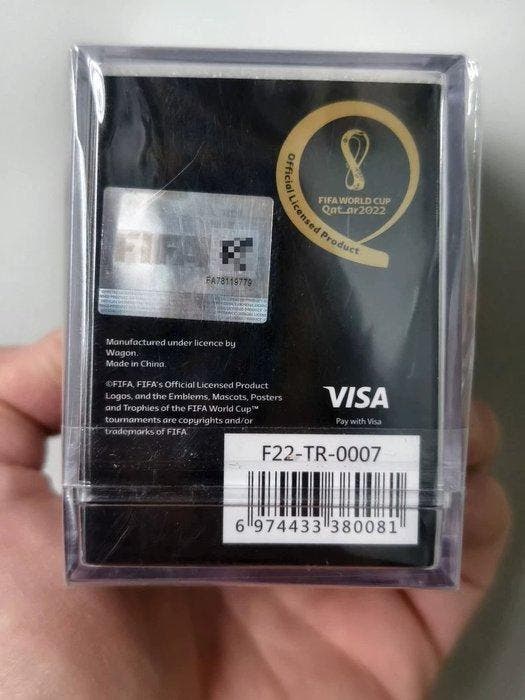 Official Licensed Product
FIFA WORLD CUP
Qatar2022
FIFA
FA78119779
Manufactured under licence by
Wagon.
Made in China.
©FIFA, FIFA's Official Licensed Product
Logos, and the Emblems, Mascots, Posters
and Trophies of the FIFA World Cup™
tournaments are copyrights and/or
trademarks of FIFA
VISA
Pay with Visa
F22-TR-0007
6 974433 380081